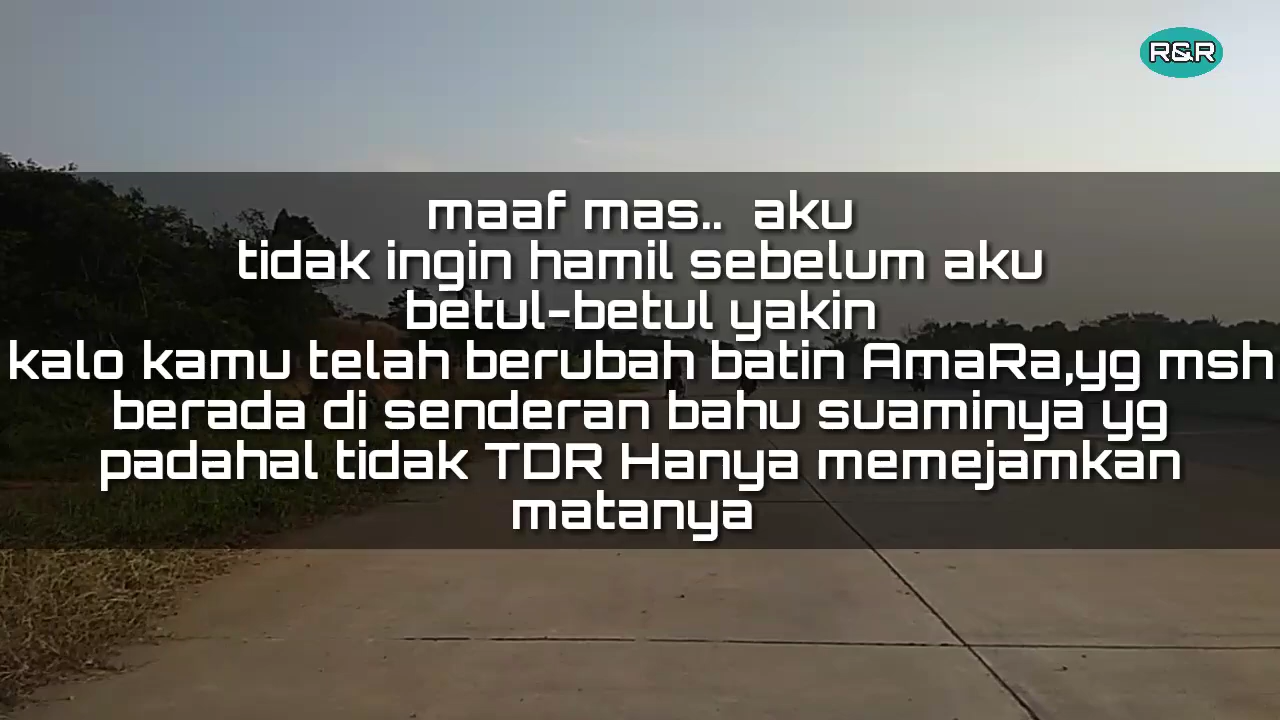 R&R
maaf mas.. aku
tidak ingin hamil sebelum aku
betul-betul yakin
kalo kamu telah berubah batin AmaRa,yg msh
berada di senderan bahu suaminya yg
padahal tidak TDR Hanya memejamkan
matanya